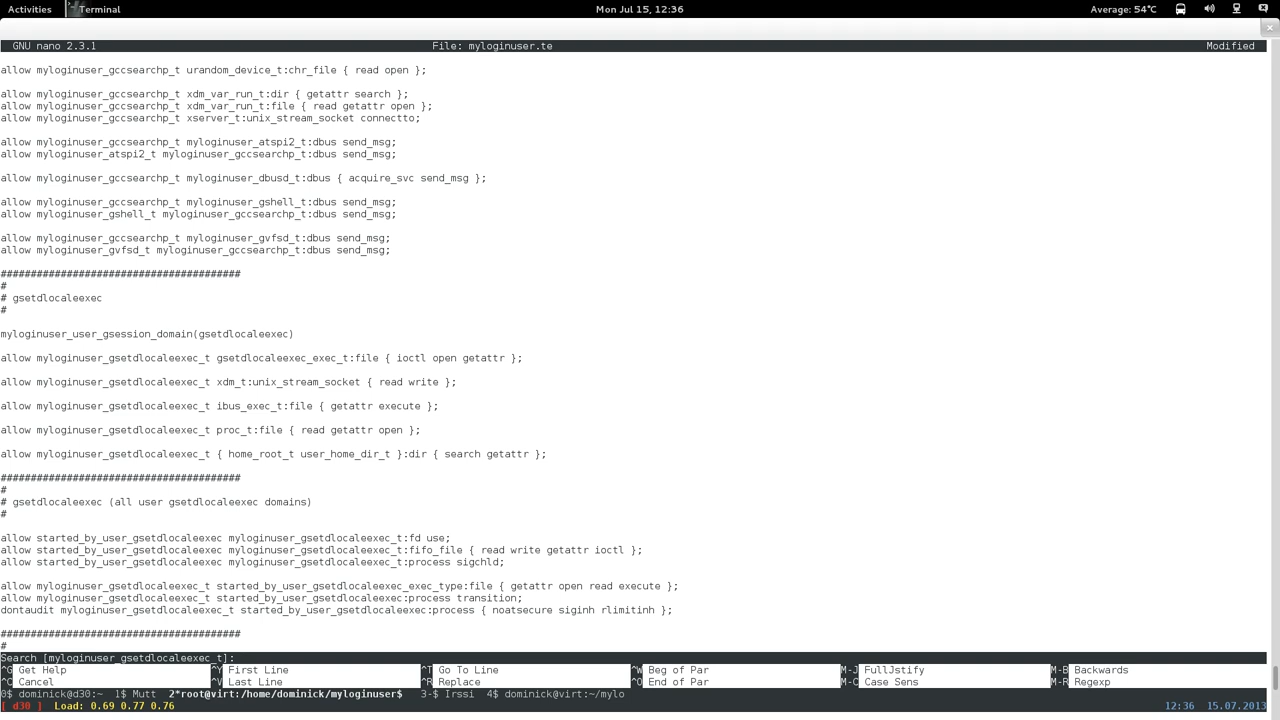 Activities Terminal Mon Jul 15, 12:36 Average: 54°C
GNU nano 2.3.1 File: myloginuser.te Modified
allow myloginuser_gccsearchp_t urandom_device_t:chr_file { read open };
allow myloginuser_gccsearchp_t xdm_var_run_t:dir { getattr search };
allow myloginuser_gccsearchp_t xdm_var_run_t:file { read getattr open };
allow myloginuser_gccsearchp_t xserver_t:unix_stream_socket connectto;
allow myloginuser_gccsearchp_t myloginuser_atspi2_t:dbus send_msg;
allow myloginuser_atspi2_t myloginuser_gccsearchp_t:dbus send_msg;
allow myloginuser_gccsearchp_t myloginuser_dbusd_t:dbus { acquire_svc send_msg };
allow myloginuser_gccsearchp_t myloginuser_gshell_t:dbus send_msg;
allow myloginuser_gshell_t myloginuser_gccsearchp_t:dbus send_msg;
allow myloginuser_gccsearchp_t myloginuser_gvfsd_t:dbus send_msg;
allow myloginuser_gvfsd_t myloginuser_gccsearchp_t:dbus send_msg;
########################################
#
# gsetdlocaleexec
#
myloginuser_user_gsession_domain(gsetdlocaleexec)
allow myloginuser_gsetdlocaleexec_t gsetdlocaleexec_exec_t:file { ioctl open getattr };
allow myloginuser_gsetdlocaleexec_t xdm_t:unix_stream_socket { read write };
allow myloginuser_gsetdlocaleexec_t ibus_exec_t:file { getattr execute };
allow myloginuser_gsetdlocaleexec_t proc_t:file { read getattr open };
allow myloginuser_gsetdlocaleexec_t { home_root_t user_home_dir_t }:dir { search getattr };
########################################
#
# gsetdlocaleexec (all user gsetdlocaleexec domains)
#
allow started_by_user_gsetdlocaleexec myloginuser_gsetdlocaleexec_t:fd use;
allow started_by_user_gsetdlocaleexec myloginuser_gsetdlocaleexec_t:fifo_file { read write getattr ioctl };
allow started_by_user_gsetdlocaleexec myloginuser_gsetdlocaleexec_t:process sigchld;
allow myloginuser_gsetdlocaleexec_t started_by_user_gsetdlocaleexec_exec_type:file { getattr open read execute };
allow myloginuser_gsetdlocaleexec_t started_by_user_gsetdlocaleexec:process transition;
dontaudit myloginuser_gsetdlocaleexec_t started_by_user_gsetdlocaleexec:process { noatsecure siginh rlimitinh };
########################################
#
Search [myloginuser_gsetdlocaleexec_t]:
^G Get Help ^Y First Line ^T Go To Line ^W Beg of Par M-J FullJstify M-B Backwards
^C Cancel ^V Last Line ^R Replace ^O End of Par M-C Case Sens M-R Regexp
0$ dominick@d30:~ 1$ Mutt 2*root@virt:/home/dominick/myloginuser$ 3-$ Irssi 4$ dominick@virt:~/mylo
[ d30 ] Load: 0.69 0.77 0.76 12:36 15.07.2013